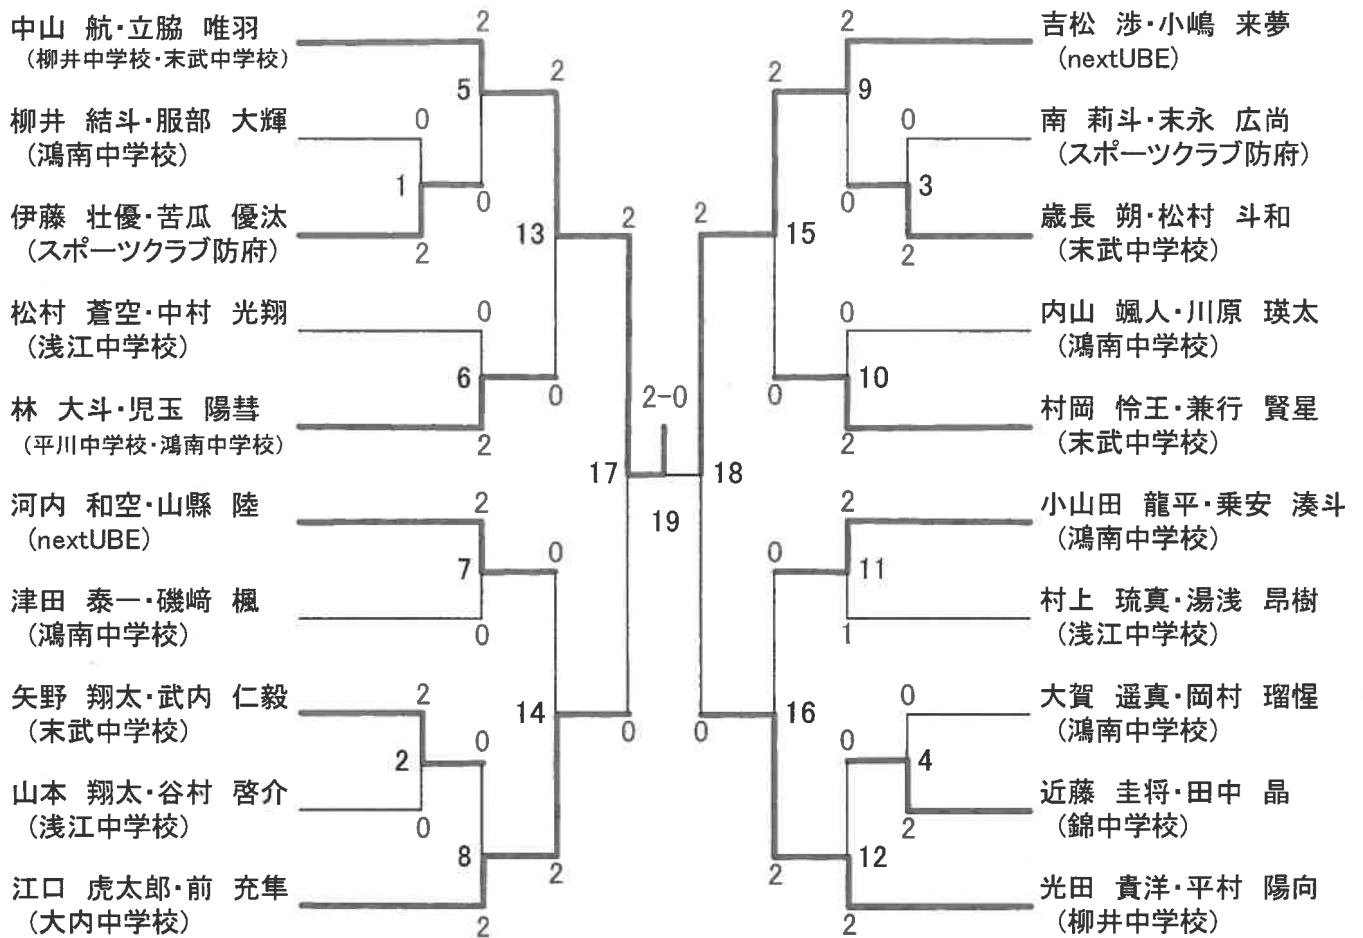 中山 航・立脇 唯羽
(柳井中学校・末武中学校)
柳井 結斗・服部 大輝
(鴻南中学校)
伊藤 壮優・苫瓜 優汰
(スポーツクラブ防府)
松村 蒼空・中村 光翔
(浅江中学校)
林 大斗・児玉 陽彗
(平川中学校・鴻南中学校)
河内 和空・山縣 陸
(nextUBE)
津田 泰一・磯﨑 楓
(鴻南中学校)
矢野 翔太・武内 仁毅
(末武中学校)
山本 翔太・谷村 啓介
(浅江中学校)
江口 虎太郎・前 充隼
(大内中学校)
2
5
2
0
1
0
2
13
2
0
6
0
2
17
2
7
0
0
2
2
0
0
14
0
8
2
2
2-0
19
2
18
0
2
15
2
9
0
0
3
2
0
10
0
2
0
2
11
1
16
0
0
4
2
12
2
2
吉松 渉・小嶋 来夢
(nextUBE)
南 莉斗・末永 広尚
(スポーツクラブ防府)
歳長 朔・松村 斗和
(末武中学校)
内山 颯人・川原 瑛太
(鴻南中学校)
村岡 怜王・兼行 賢星
(末武中学校)
小山田 龍平・乗安 湊斗
(鴻南中学校)
村上 琉真・湯浅 昂樹
(浅江中学校)
大賀 遥真・岡村 瑠惺
(鴻南中学校)
近藤 圭将・田中 晶
(錦中学校)
光田 貴洋・平村 陽向
(柳井中学校)